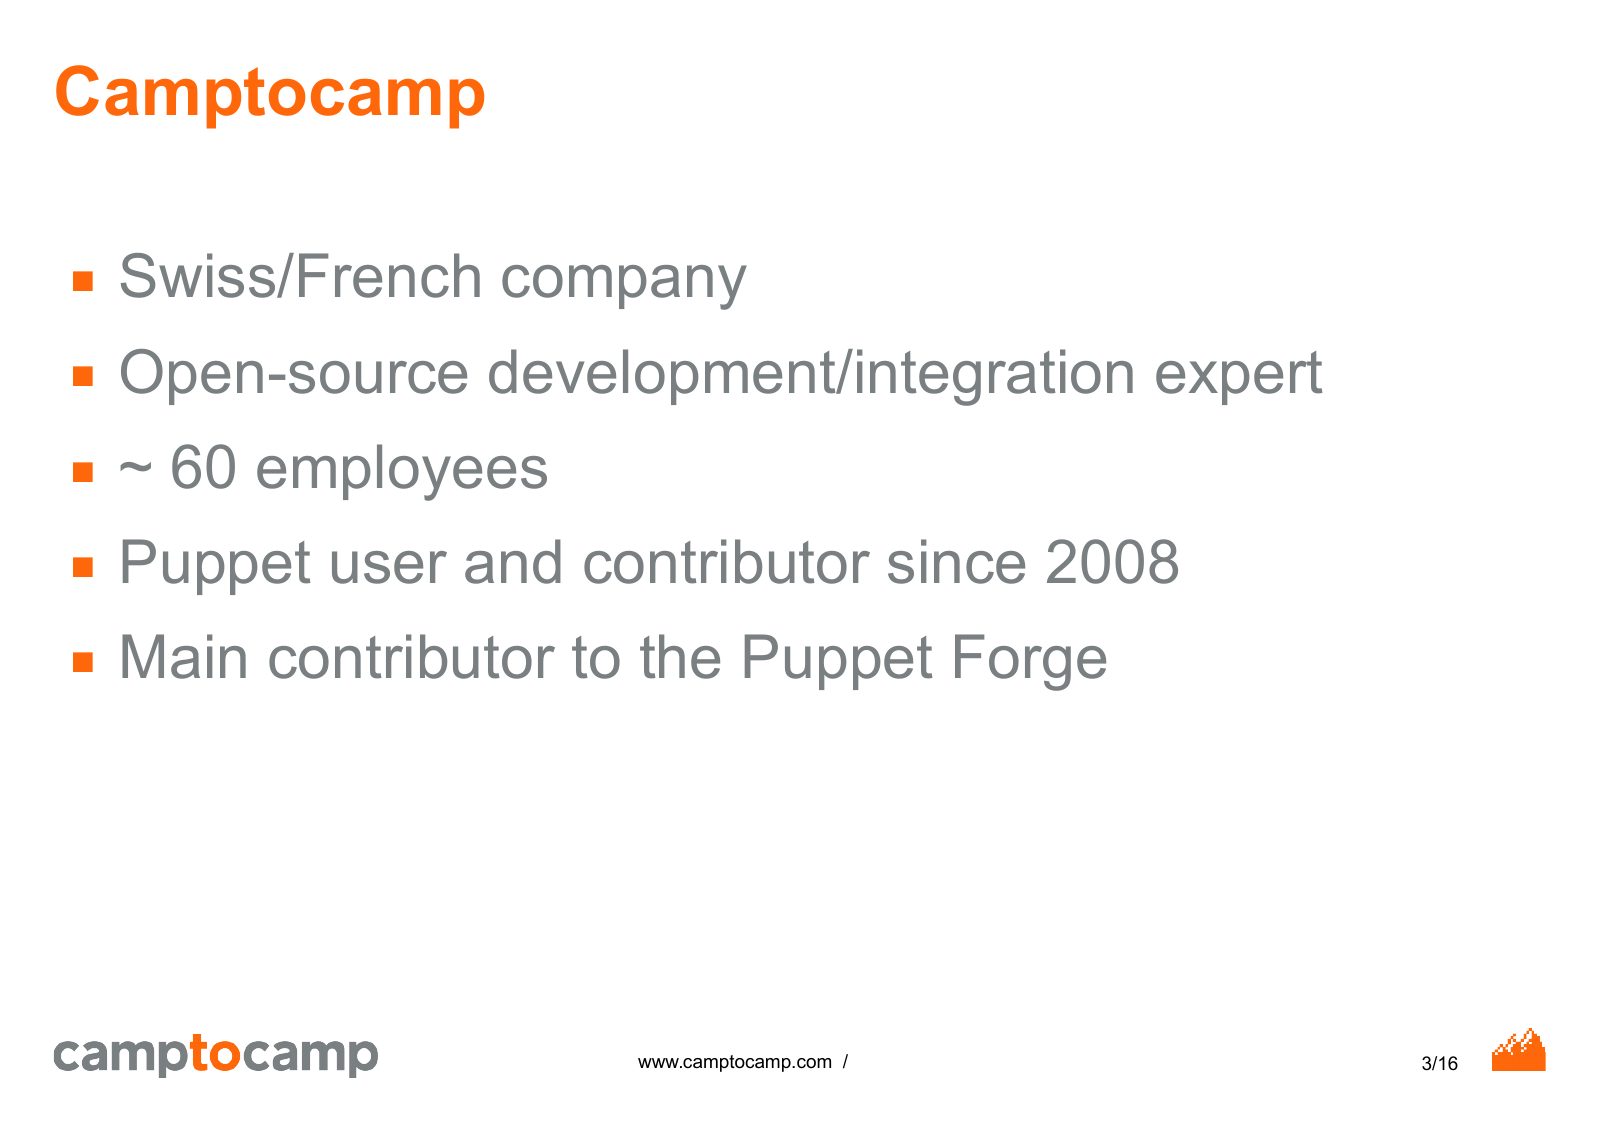 Camptocamp
Swiss/French company
Open-source development/integration expert
~ 60 employees
Puppet user and contributor since 2008
Main contributor to the Puppet Forge
camptocamp
www.camptocamp.com /
3/16